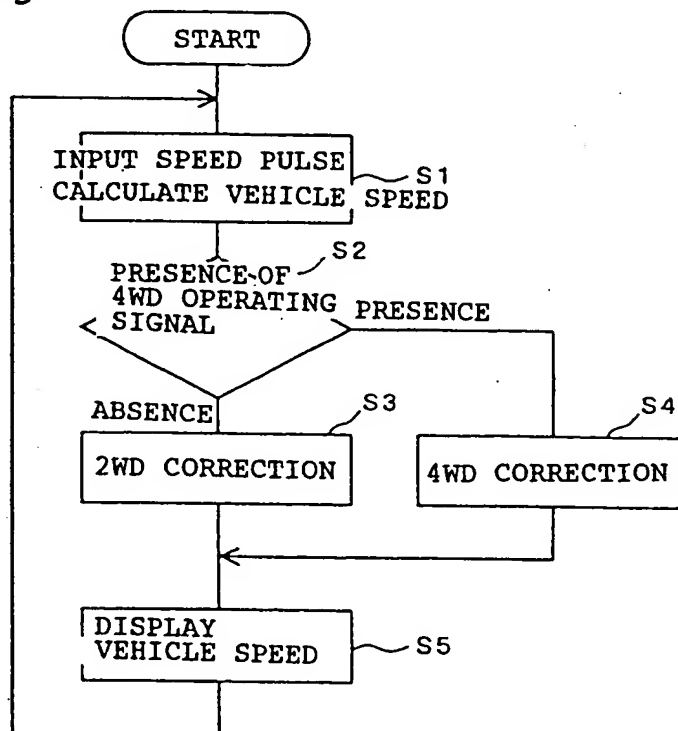 START
INPUT SPEED PULSE
CALCULATE VEHICLE SPEED
S1
S2
PRESENCE OF
4WD OPERATING
SIGNAL
PRESENCE
ABSENCE
S3
S4
2WD CORRECTION
4WD CORRECTION
DISPLAY
VEHICLE SPEED
S5